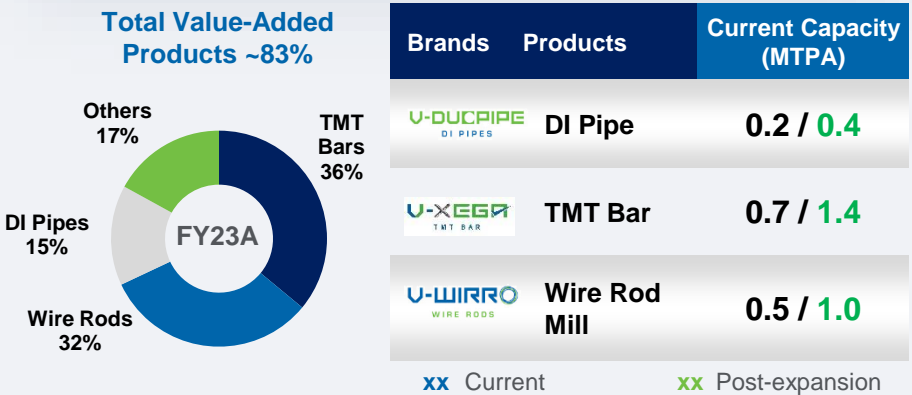 Total Value-Added
Products ~83%
Others
17%
TMT
Bars
36%
DI Pipes
15%
FY23A
Wire Rods
32%
Brands Products Current Capacity
(MTPA)
V-DUCPIPE
DI PIPES
DI Pipe 0.2 / 0.4
V-XEGA
TMT BAR
TMT Bar 0.7 / 1.4
V-WIRRO
WIRE RODS
Wire Rod
Mill
0.5 / 1.0
xx Current xx Post-expansion